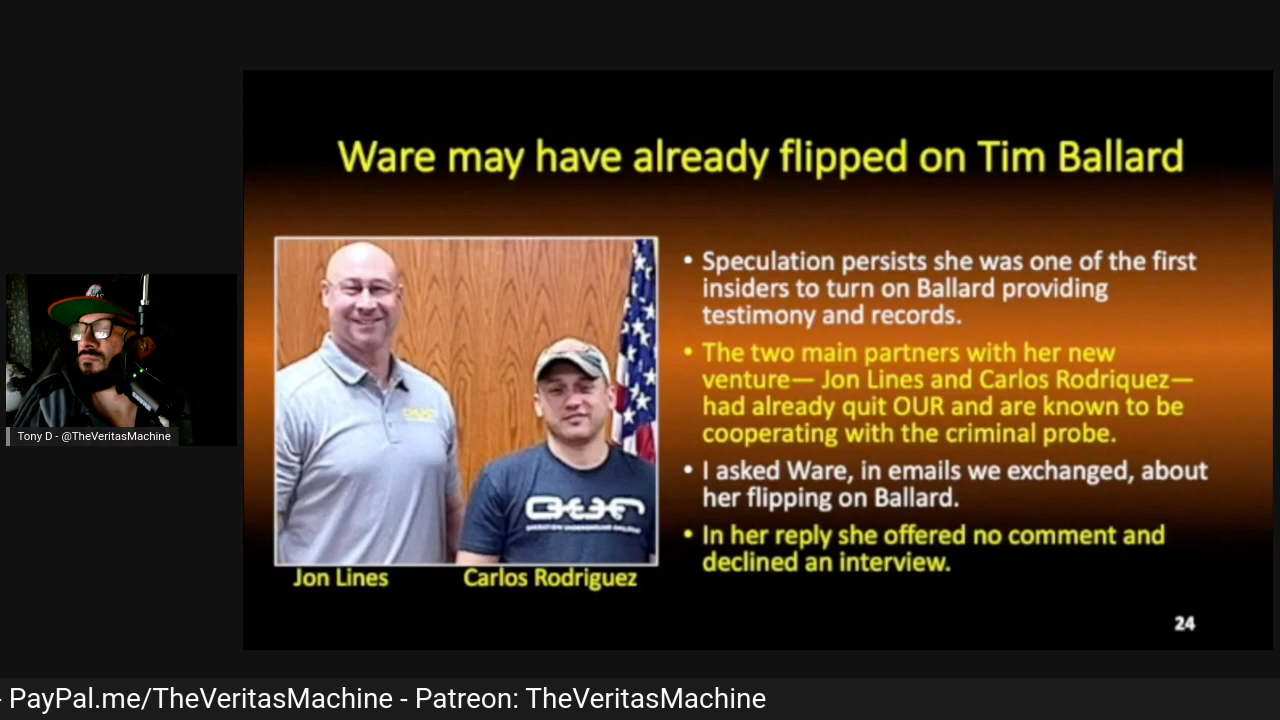 Ware may have already flipped on Tim Ballard
• Speculation persists she was one of the first
insiders to turn on Ballard providing
testimony and records.
• The two main partners with her new
venture— Jon Lines and Carlos Rodriquez—
had already quit OUR and are known to be
cooperating with the criminal probe.
• I asked Ware, in emails we exchanged, about
her flipping on Ballard.
• In her reply she offered no comment and
declined an interview.
OUR
Jon Lines
Carlos Rodriguez
24
Tony D - @TheVeritasMachine
- PayPal.me/TheVeritasMachine - Patreon: TheVeritasMachine